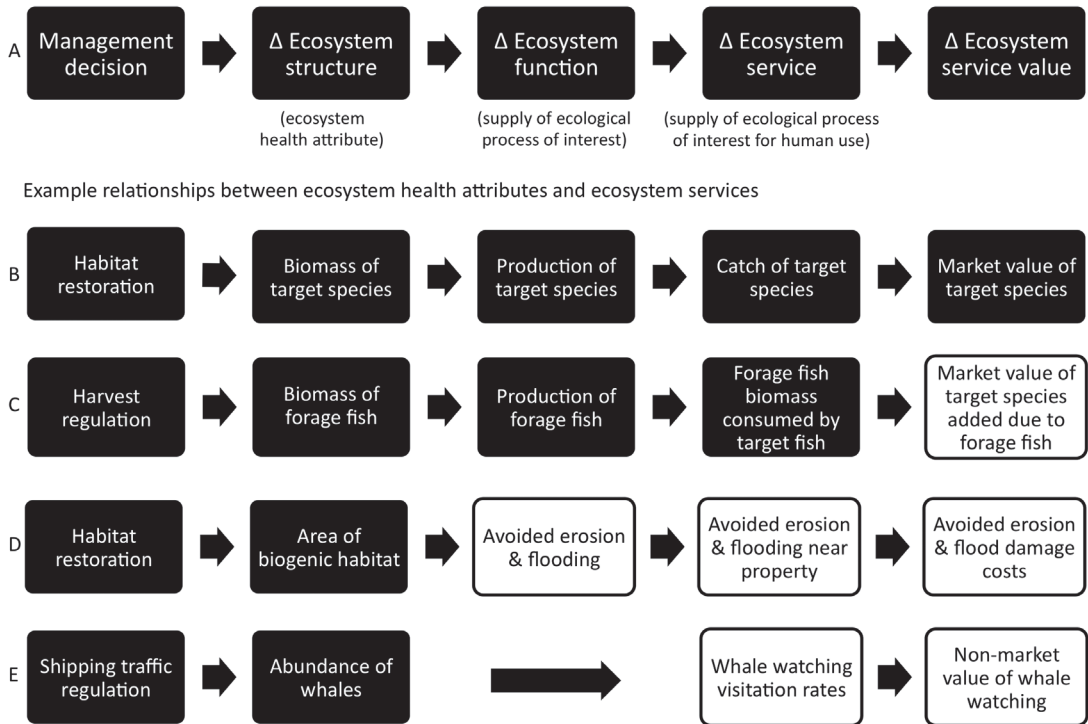 A
Management
decision
Δ Ecosystem
structure
Δ Ecosystem
function
Δ Ecosystem
service
Δ Ecosystem
service value
(ecosystem
health attribute)
(supply of ecological
process of interest)
(supply of ecological process
of interest for human use)
Example relationships between ecosystem health attributes and ecosystem services
B
Habitat
restoration
Biomass of
target species
Production of
target species
Catch of target
species
Market value of
target species
C
Harvest
regulation
Biomass
of forage fish
Production of
forage fish
Forage fish
biomass
consumed by
target fish
Market value of
target species
added due to
forage fish
D
Habitat
restoration
Area of
biogenic habitat
Avoided erosion
& flooding
Avoided erosion
& flooding near
property
Avoided erosion
& flood damage
costs
E
Shipping traffic
regulation
Abundance of
whales
Whale watching
visitation rates
Non-market
value of whale
watching